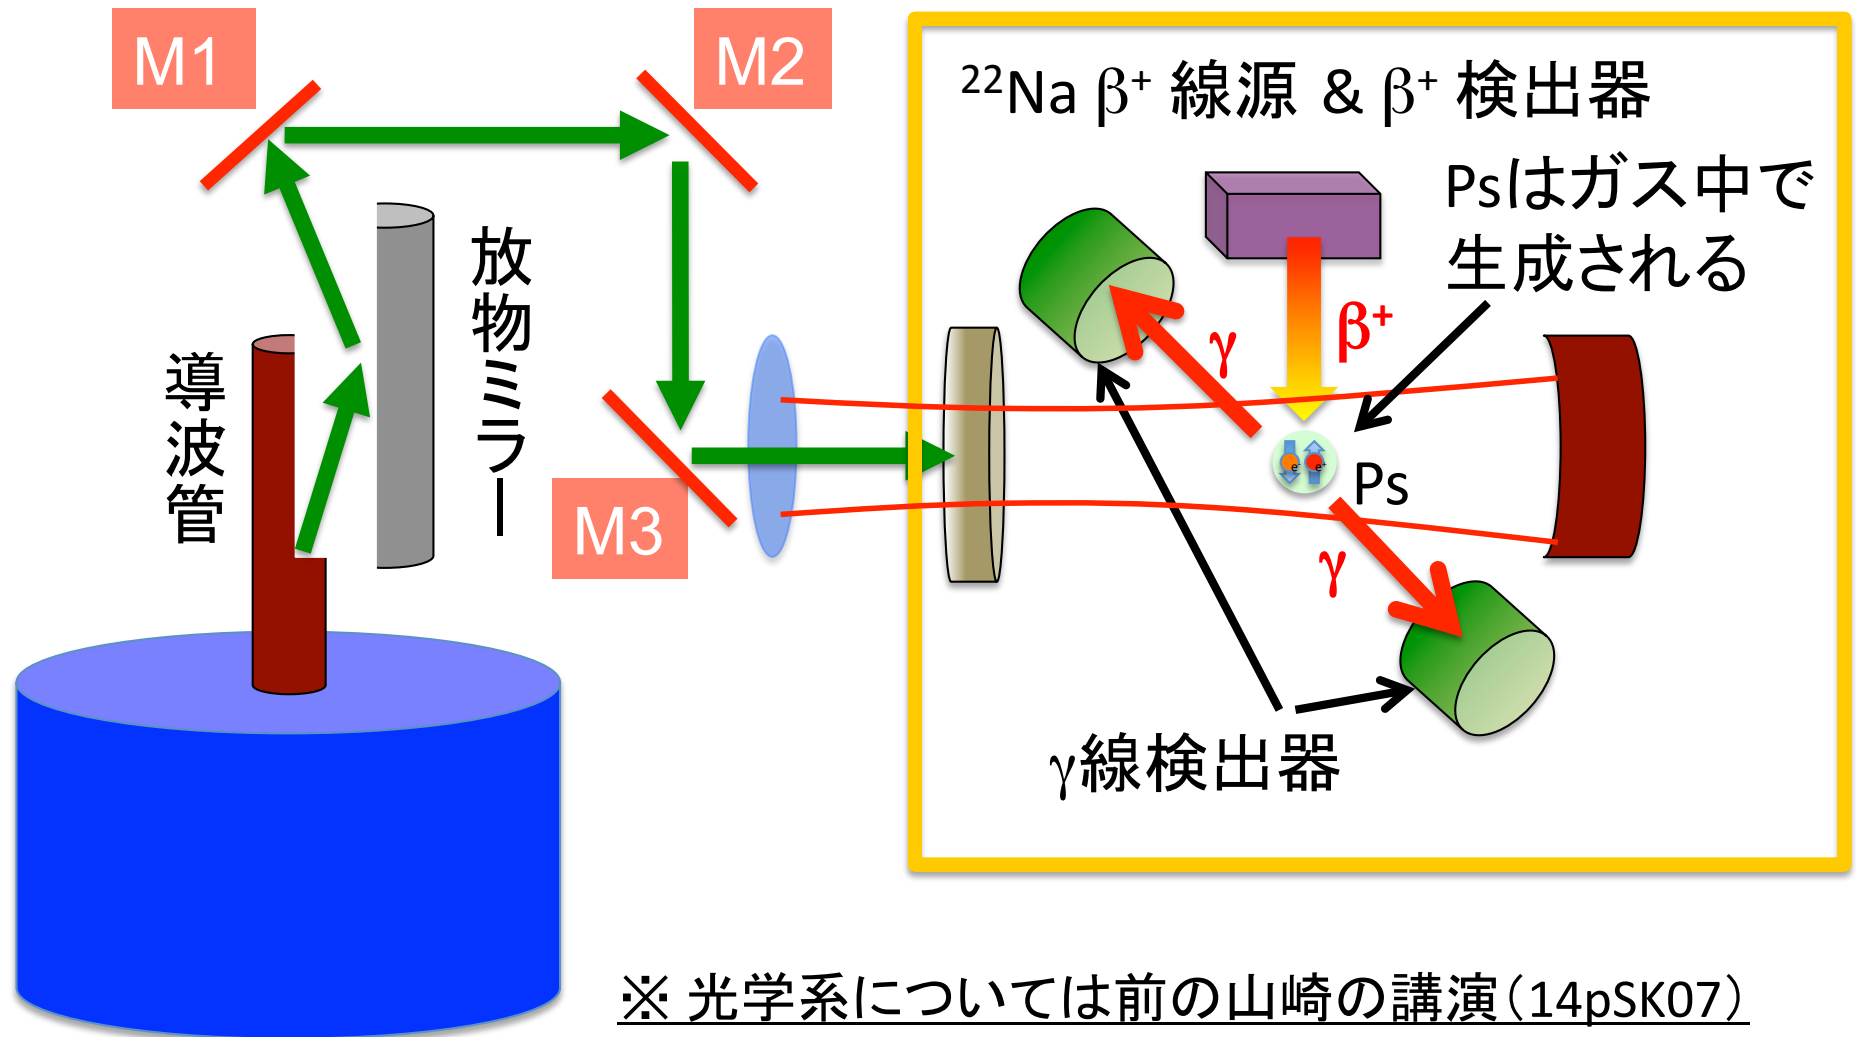 M1
M2
²²Na β⁺ 線源 & β⁺ 検出器
Psはガス中で
生成される
放物ミラー
導波管
β⁺
γ
e⁻
e⁺
Ps
M3
γ
γ線検出器
※ 光学系については前の山崎の講演（14pSK07）